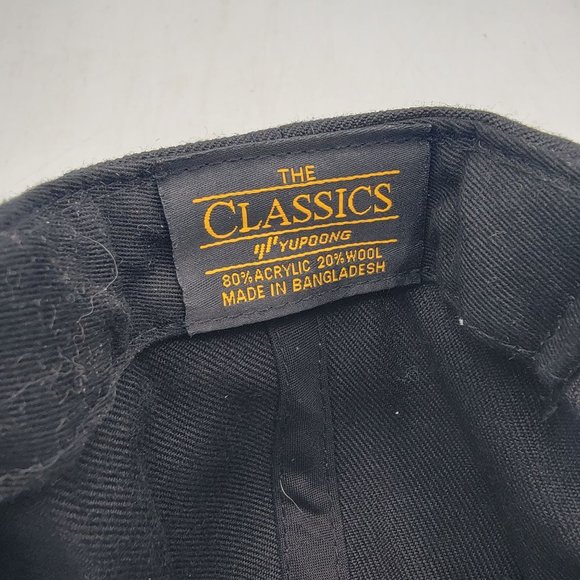 THE
CLASSICS
YUPOONG
80% ACRYLIC 20% WOOL
MADE IN BANGLADESH